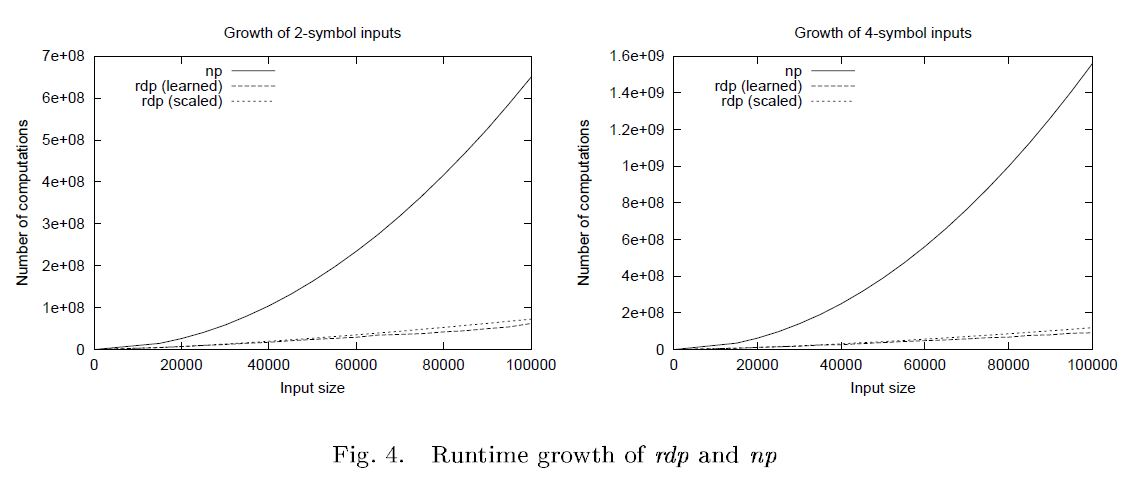 Growth of 2-symbol inputs
7e+08
6e+08
5e+08
4e+08
3e+08
2e+08
1e+08
0
Number of computations
np
rdp (learned)
rdp (scaled)
0 20000 40000 60000 80000 100000
Input size
Growth of 4-symbol inputs
1.6e+09
1.4e+09
1.2e+09
1e+09
8e+08
6e+08
4e+08
2e+08
0
Number of computations
np
rdp (learned)
rdp (scaled)
0 20000 40000 60000 80000 100000
Input size
Fig. 4. Runtime growth of rdp and np